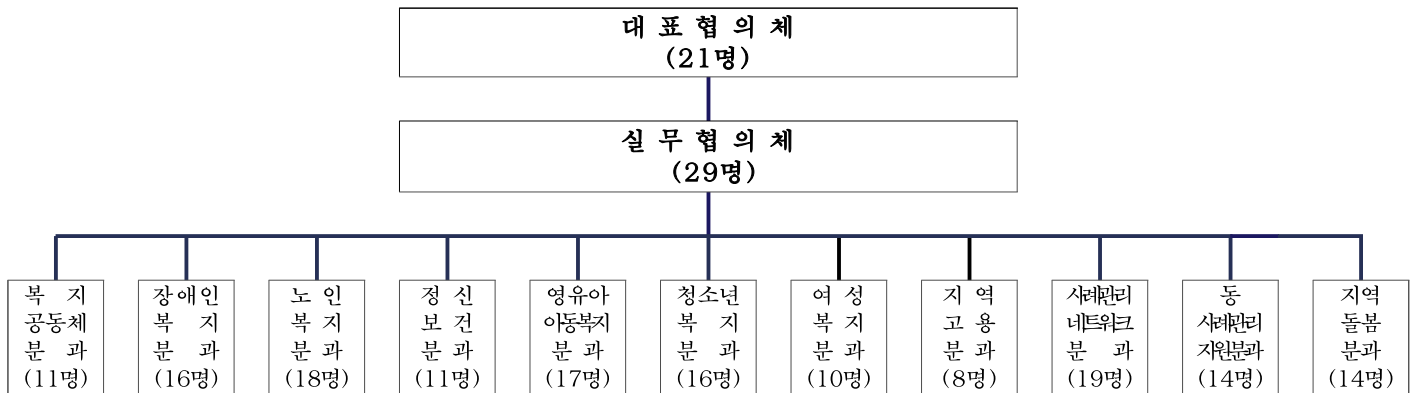 대 표 협 의 체
(21명)
실 무 협 의 체
(29명)
복 지
공동체
분 과
(11명)
장애인
복 지
분 과
(16명)
노 인
복 지
분 과
(18명)
정 신
보 건
분 과
(11명)
영유아
아동복지
분 과
(17명)
청소년
복 지
분 과
(16명)
여 성
복 지
분 과
(10명)
지 역
고 용
분 과
(8명)
사례관리
네트워크
분 과
(19명)
동
사례관리
지원분과
(14명)
지역
돌봄
분과
(14명)